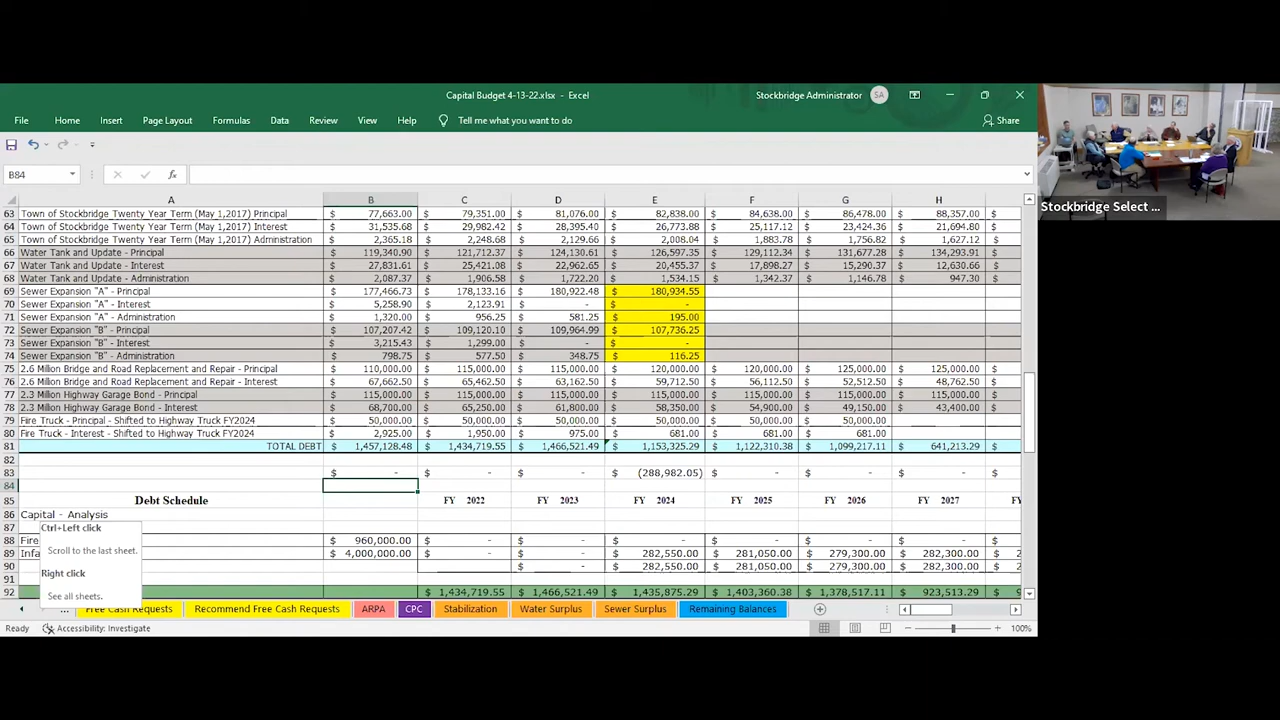 Capital Budget 4-13-22.xlsx - Excel
Stockbridge Administrator SA
File Home Insert Page Layout Formulas Data Review View Help Tell me what you want to do Share
B84 fx
A B C D E F G H
63 Town of Stockbridge Twenty Year Term (May 1,2017) Principal $ 77,663.00 $ 79,351.00 $ 81,076.00 $ 82,838.00 $ 84,638.00 $ 86,478.00 $ 88,357.00 $
64 Town of Stockbridge Twenty Year Term (May 1,2017) Interest $ 31,535.68 $ 29,982.42 $ 28,395.40 $ 26,773.88 $ 25,117.12 $ 23,424.36 $ 21,694.80 $
65 Town of Stockbridge Twenty Year Term (May 1,2017) Administration $ 2,365.18 $ 2,248.68 $ 2,129.66 $ 2,008.04 $ 1,883.78 $ 1,756.82 $ 1,627.12 $
66 Water Tank and Update - Principal $ 119,340.90 $ 121,712.37 $ 124,130.61 $ 126,597.35 $ 129,112.34 $ 131,677.28 $ 134,293.91 $
67 Water Tank and Update - Interest $ 27,831.61 $ 25,421.08 $ 22,962.65 $ 20,455.37 $ 17,898.27 $ 15,290.37 $ 12,630.66 $
68 Water Tank and Update - Administration $ 2,087.37 $ 1,906.58 $ 1,722.20 $ 1,534.15 $ 1,342.37 $ 1,146.78 $ 947.30 $
69 Sewer Expansion "A" - Principal $ 177,466.73 $ 178,133.16 $ 180,922.48 $ 180,934.55
70 Sewer Expansion "A" - Interest $ 5,258.90 $ 2,123.91 $ - $ -
71 Sewer Expansion "A" - Administration $ 1,320.00 $ 956.25 $ 581.25 $ 195.00
72 Sewer Expansion "B" - Principal $ 107,207.42 $ 109,120.10 $ 109,964.99 $ 107,736.25
73 Sewer Expansion "B" - Interest $ 3,215.43 $ 1,299.00 $ - $ -
74 Sewer Expansion "B" - Administration $ 798.75 $ 577.50 $ 348.75 $ 116.25
75 2.6 Million Bridge and Road Replacement and Repair - Principal $ 110,000.00 $ 115,000.00 $ 115,000.00 $ 120,000.00 $ 120,000.00 $ 125,000.00 $ 125,000.00 $
76 2.6 Million Bridge and Road Replacement and Repair - Interest $ 67,662.50 $ 65,462.50 $ 63,162.50 $ 59,712.50 $ 56,112.50 $ 52,512.50 $ 48,762.50 $
77 2.3 Million Highway Garage Bond - Principal $ 115,000.00 $ 115,000.00 $ 115,000.00 $ 115,000.00 $ 115,000.00 $ 115,000.00 $ 115,000.00 $
78 2.3 Million Highway Garage Bond - Interest $ 68,700.00 $ 65,250.00 $ 61,800.00 $ 58,350.00 $ 54,900.00 $ 49,150.00 $ 43,400.00 $
79 Fire Truck - Principal - Shifted to Highway Truck FY2024 $ 50,000.00 $ 50,000.00 $ 50,000.00 $ 50,000.00 $ 50,000.00 $ 50,000.00
80 Fire Truck - Interest - Shifted to Highway Truck FY2024 $ 2,925.00 $ 1,950.00 $ 975.00 $ 681.00 $ 681.00 $ 681.00
81 TOTAL DEBT $ 1,457,128.48 $ 1,434,719.55 $ 1,466,521.49 $ 1,153,325.29 $ 1,122,310.38 $ 1,099,217.11 $ 641,213.29 $
82
83 $ - $ - $ - $ (288,982.05) $ - $ - $ - $
84
85 Debt Schedule FY 2022 FY 2023 FY 2024 FY 2025 FY 2026 FY 2027
86 Capital - Analysis
87 Ctrl+Left click
88 Fire $ 960,000.00 $ - $ - $ - $ - $ - $ - $
Scroll to the last sheet.
89 Infa $ 4,000,000.00 $ - $ - $ 282,550.00 $ 281,050.00 $ 279,300.00 $ 282,300.00 $
90 $ - $ 282,550.00 $ 281,050.00 $ 279,300.00 $ 282,300.00 $
Right click
91
92 $ 1,434,719.55 $ 1,466,521.49 $ 1,435,875.29 $ 1,403,360.38 $ 1,378,517.11 $ 923,513.29 $
See all sheets.
... Free Cash Requests Recommend Free Cash Requests ARPA CPC Stabilization Water Surplus Sewer Surplus Remaining Balances
Ready Accessibility: Investigate 100%
Stockbridge Select ...